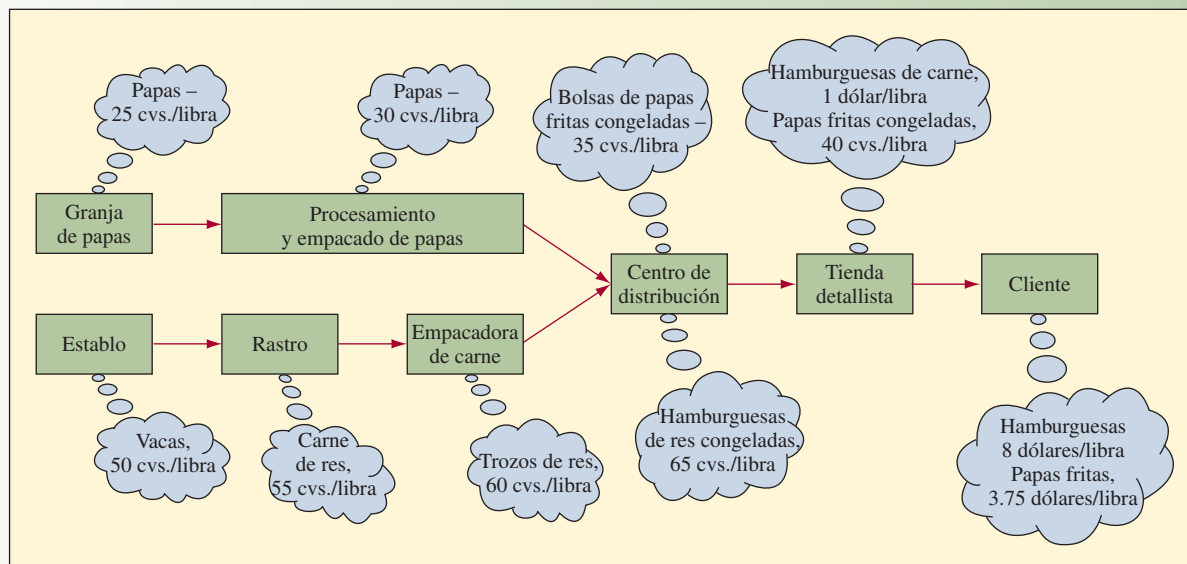 Papas –
25 cvs./libra
Papas –
30 cvs./libra
Bolsas de papas
fritas congeladas –
35 cvs./libra
Hamburguesas de carne,
1 dólar/libra
Papas fritas congeladas,
40 cvs./libra
Granja
de papas
Procesamiento
y empacado de papas
Centro de
distribución
Tienda
detallista
Cliente
Establo
Rastro
Empacadora
de carne
Vacas,
50 cvs./libra
Carne
de res,
55 cvs./libra
Trozos de res,
60 cvs./libra
Hamburguesas
de res congeladas,
65 cvs./libra
Hamburguesas
8 dólares/libra
Papas fritas,
3.75 dólares/libra